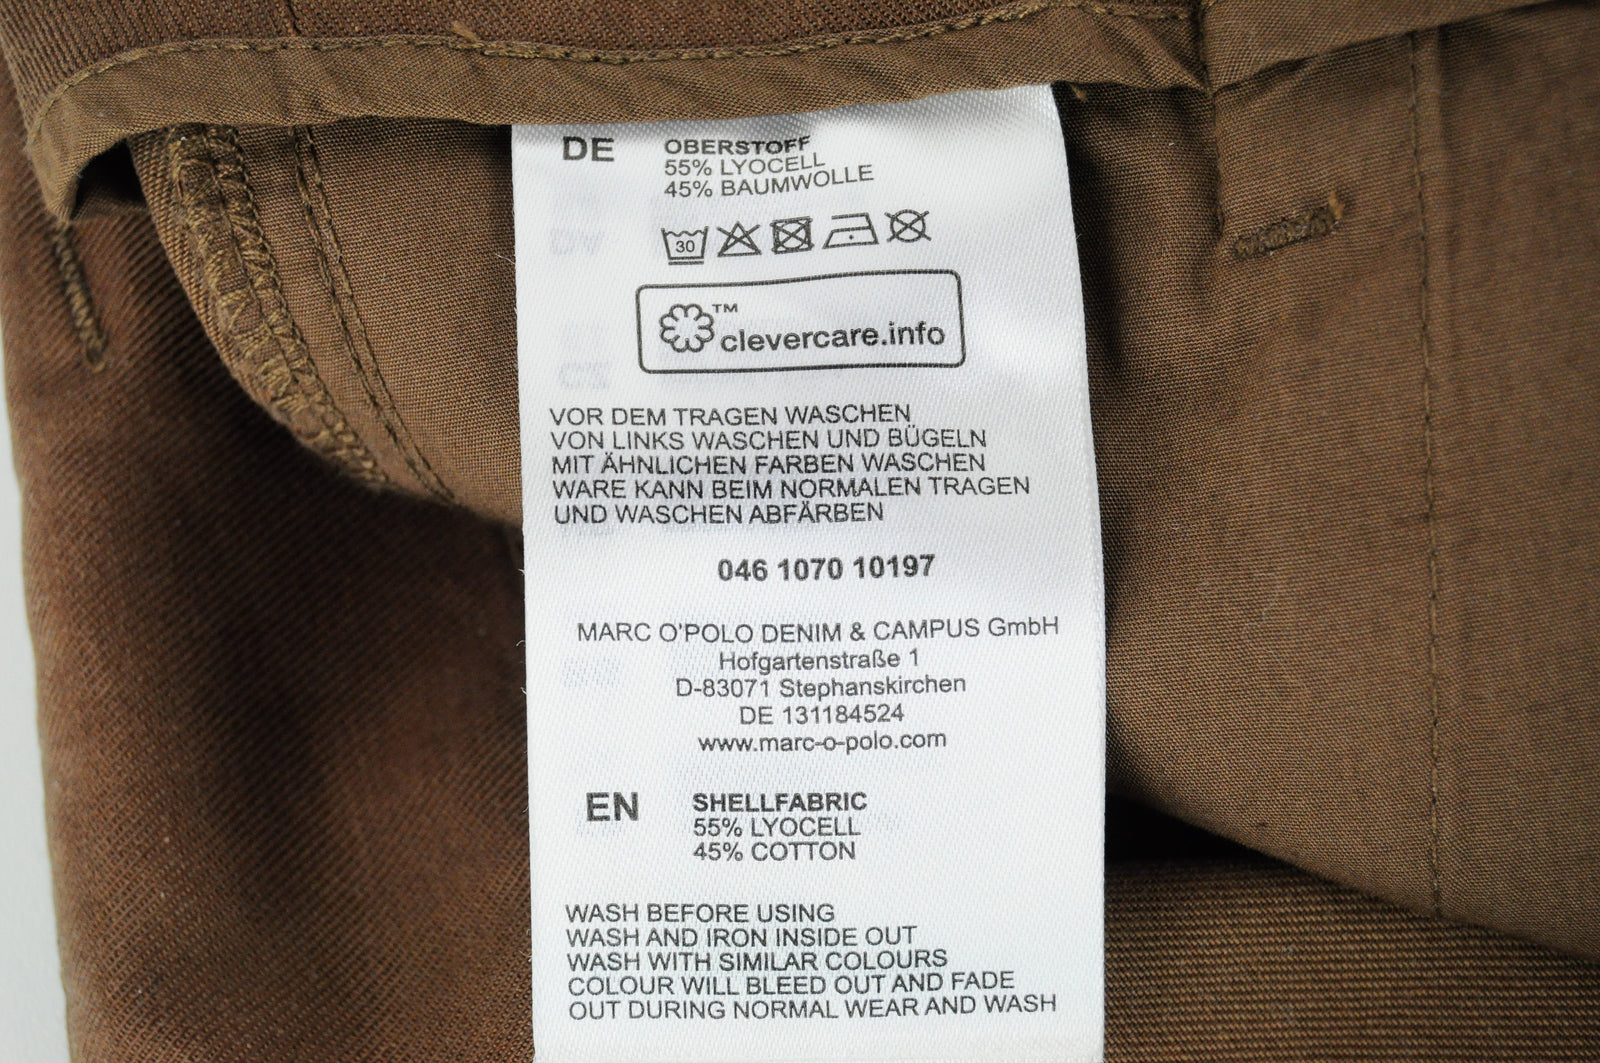 DE OBERSTOFF
55% LYOCELL
45% BAUMWOLLE
30
TM
clevercare.info
VOR DEM TRAGEN WASCHEN
VON LINKS WASCHEN UND BÜGELN
MIT ÄHNLICHEN FARBEN WASCHEN
WARE KANN BEIM NORMALEN TRAGEN
UND WASCHEN ABFÄRBEN
046 1070 10197
MARC O'POLO DENIM & CAMPUS GmbH
Hofgartenstraße 1
D-83071 Stephanskirchen
DE 131184524
www.marc-o-polo.com
EN SHELLFABRIC
55% LYOCELL
45% COTTON
WASH BEFORE USING
WASH AND IRON INSIDE OUT
WASH WITH SIMILAR COLOURS
COLOUR WILL BLEED OUT AND FADE
OUT DURING NORMAL WEAR AND WASH